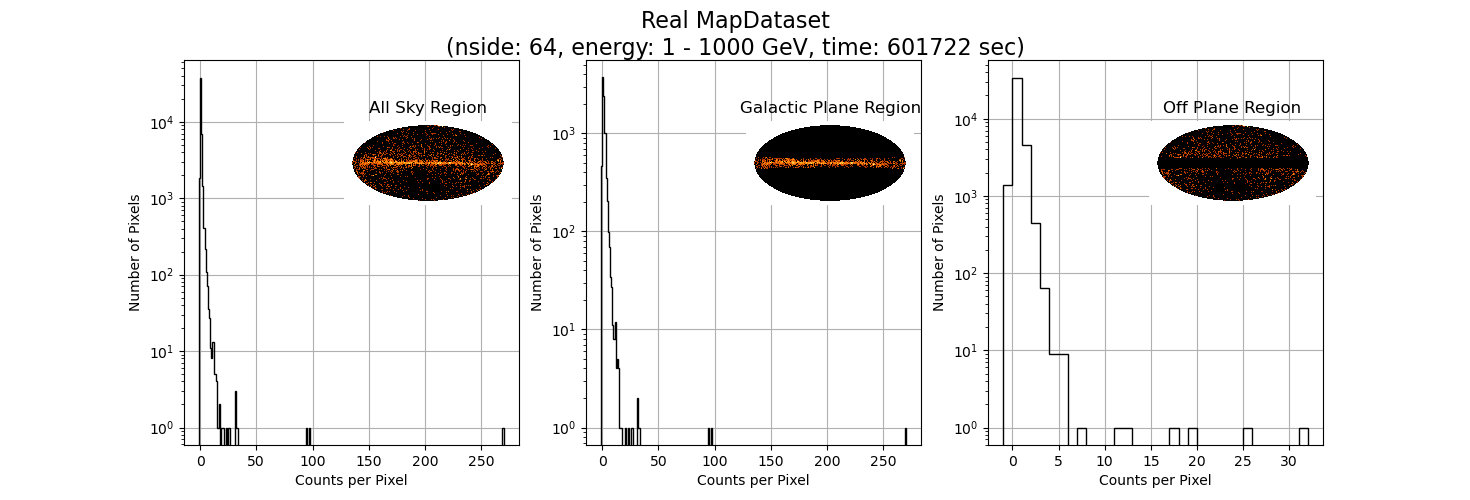 Real MapDataset
(nside: 64, energy: 1 - 1000 GeV, time: 601722 sec)
All Sky Region
Number of Pixels
10^4
10^3
10^2
10^1
10^0
0 50 100 150 200 250
Counts per Pixel
Galactic Plane Region
Number of Pixels
10^3
10^2
10^1
10^0
0 50 100 150 200 250
Counts per Pixel
Off Plane Region
Number of Pixels
10^4
10^3
10^2
10^1
10^0
0 5 10 15 20 25 30
Counts per Pixel